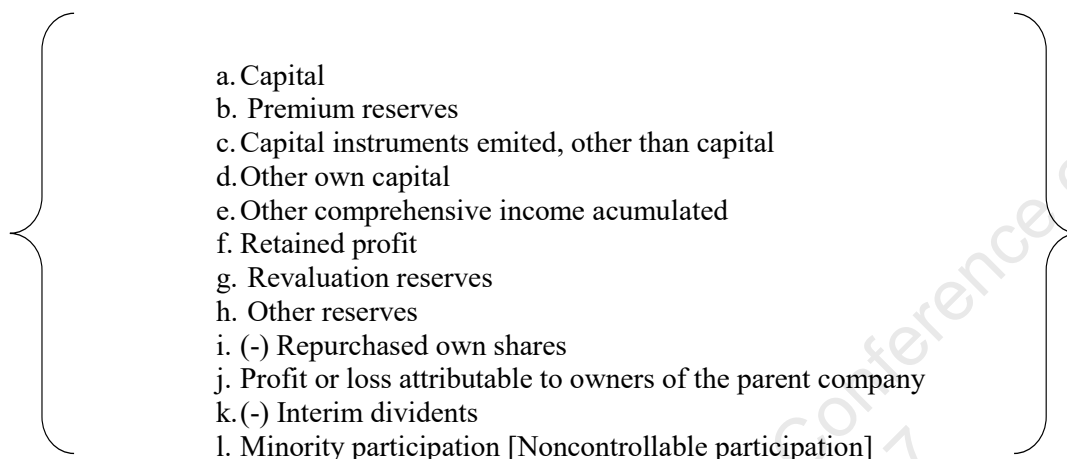 a. Capital
b. Premium reserves
c. Capital instruments emited, other than capital
d. Other own capital
e. Other comprehensive income acumulated
f. Retained profit
g. Revaluation reserves
h. Other reserves
i. (-) Repurchased own shares
j. Profit or loss attributable to owners of the parent company
k. (-) Interim dividents
l. Minority participation [Noncontrollable participation]
Conference